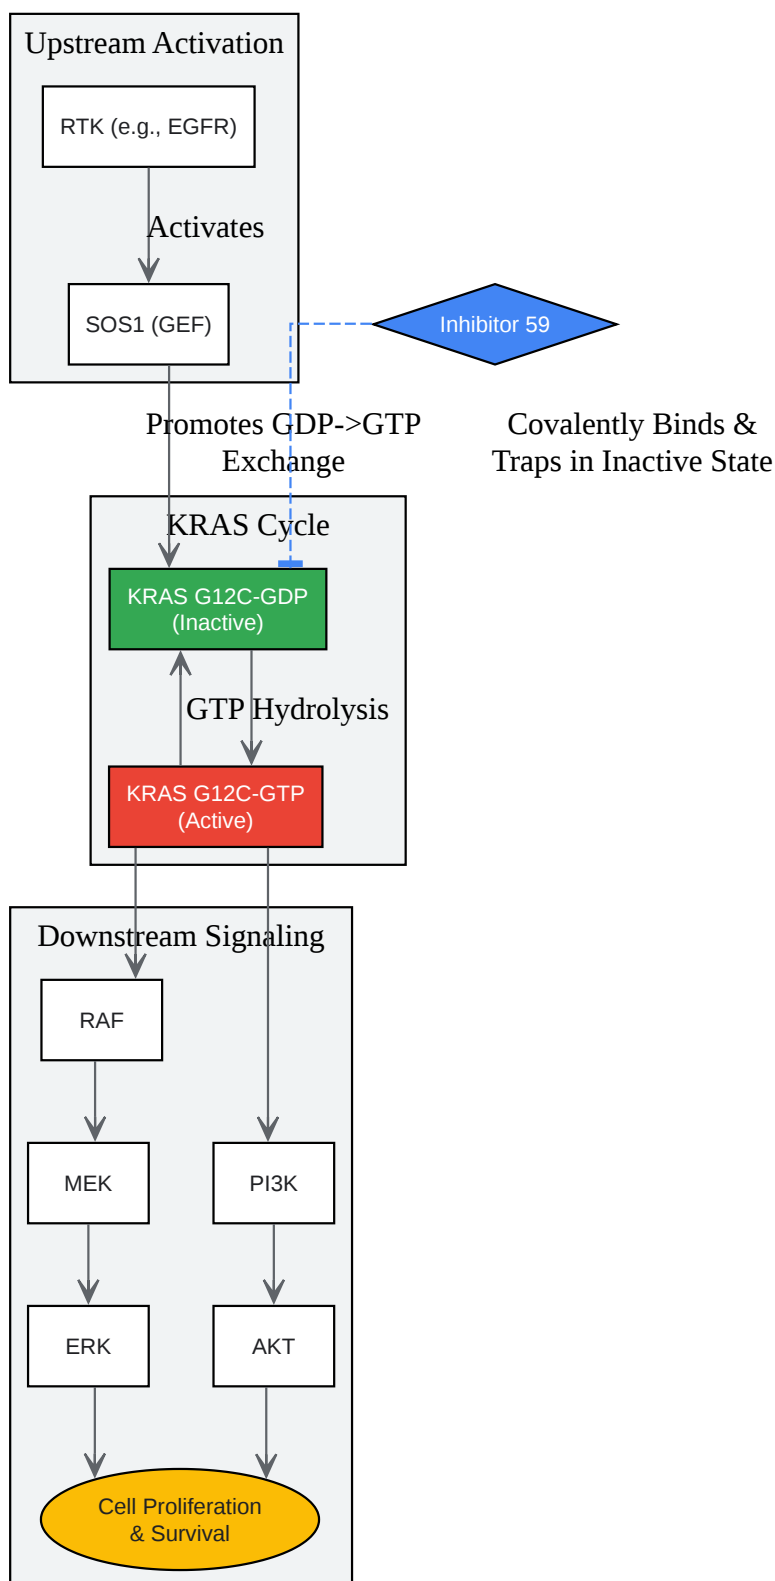 Upstream Activation
RTK (e.g., EGFR)
Activates
SOS1 (GEF)
Inhibitor 59
Promotes GDP->GTP
Exchange
Covalently Binds &
Traps in Inactive State
KRAS Cycle
KRAS G12C-GDP
(Inactive)
GTP Hydrolysis
KRAS G12C-GTP
(Active)
Downstream Signaling
RAF
MEK
PI3K
ERK
AKT
Cell Proliferation
& Survival